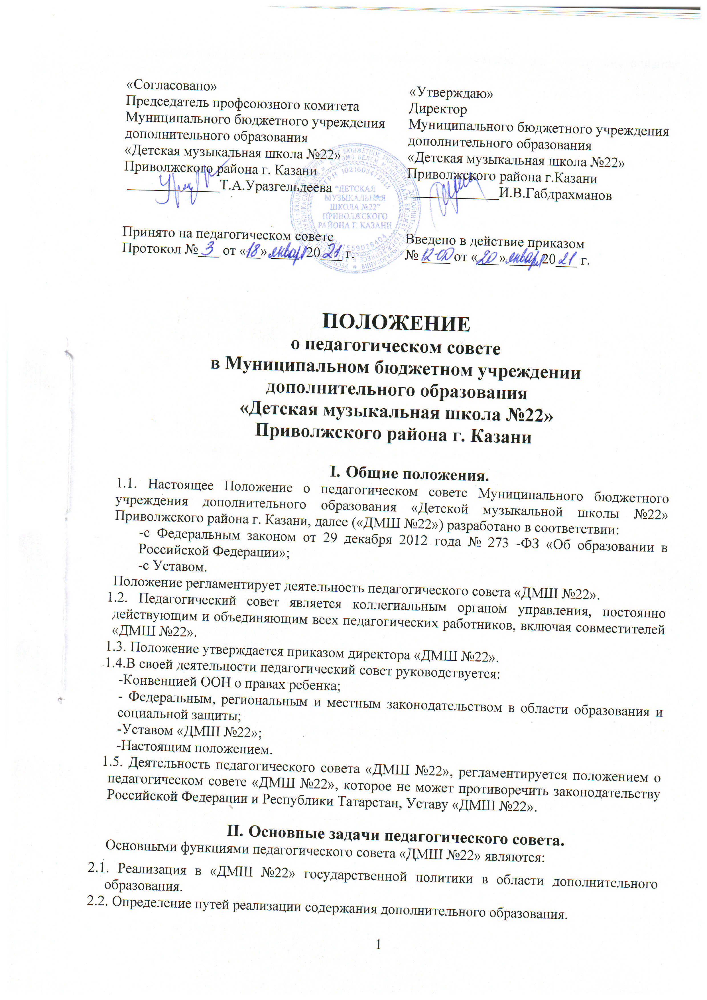 «Согласовано»
Председатель профсоюзного комитета
Муниципального бюджетного учреждения
дополнительного образования
«Детская музыкальная школа №22»
Приволжского района г. Казани
_____________Т.А.Уразгельдеева
«Утверждаю»
Директор
Муниципального бюджетного учреждения
дополнительного образования
«Детская музыкальная школа №22»
Приволжского района г.Казани
_____________И.В.Габдрахманов
ОГРН 1021603472813
"ДЕТСКАЯ
МУЗЫКАЛЬНАЯ
ШКОЛА №22"
ПРИВОЛЖСКОГО
РАЙОНА Г. КАЗАНИ
1659026404
Принято на педагогическом совете
Протокол № 3 от «18» января 2021 г.
Введено в действие приказом
№ 12-ОД от «20» января 2021 г.
ПОЛОЖЕНИЕ
о педагогическом совете
в Муниципальном бюджетном учреждении
дополнительного образования
«Детская музыкальная школа №22»
Приволжского района г. Казани
I. Общие положения.
1.1. Настоящее Положение о педагогическом совете Муниципального бюджетного
учреждения дополнительного образования «Детской музыкальной школы №22»
Приволжского района г. Казани, далее («ДМШ №22») разработано в соответствии:
-с Федеральным законом от 29 декабря 2012 года № 273 -ФЗ «Об образовании в
Российской Федерации»;
-с Уставом.
Положение регламентирует деятельность педагогического совета «ДМШ №22».
1.2. Педагогический совет является коллегиальным органом управления, постоянно
действующим и объединяющим всех педагогических работников, включая совместителей
«ДМШ №22».
1.3. Положение утверждается приказом директора «ДМШ №22».
1.4.В своей деятельности педагогический совет руководствуется:
-Конвенцией ООН о правах ребенка;
- Федеральным, региональным и местным законодательством в области образования и
социальной защиты;
-Уставом «ДМШ №22»;
-Настоящим положением.
1.5. Деятельность педагогического совета «ДМШ №22», регламентируется положением о
педагогическом совете «ДМШ №22», которое не может противоречить законодательству
Российской Федерации и Республики Татарстан, Уставу «ДМШ №22».
II. Основные задачи педагогического совета.
Основными функциями педагогического совета «ДМШ №22» являются:
2.1. Реализация в «ДМШ №22» государственной политики в области дополнительного
образования.
2.2. Определение путей реализации содержания дополнительного образования.
1